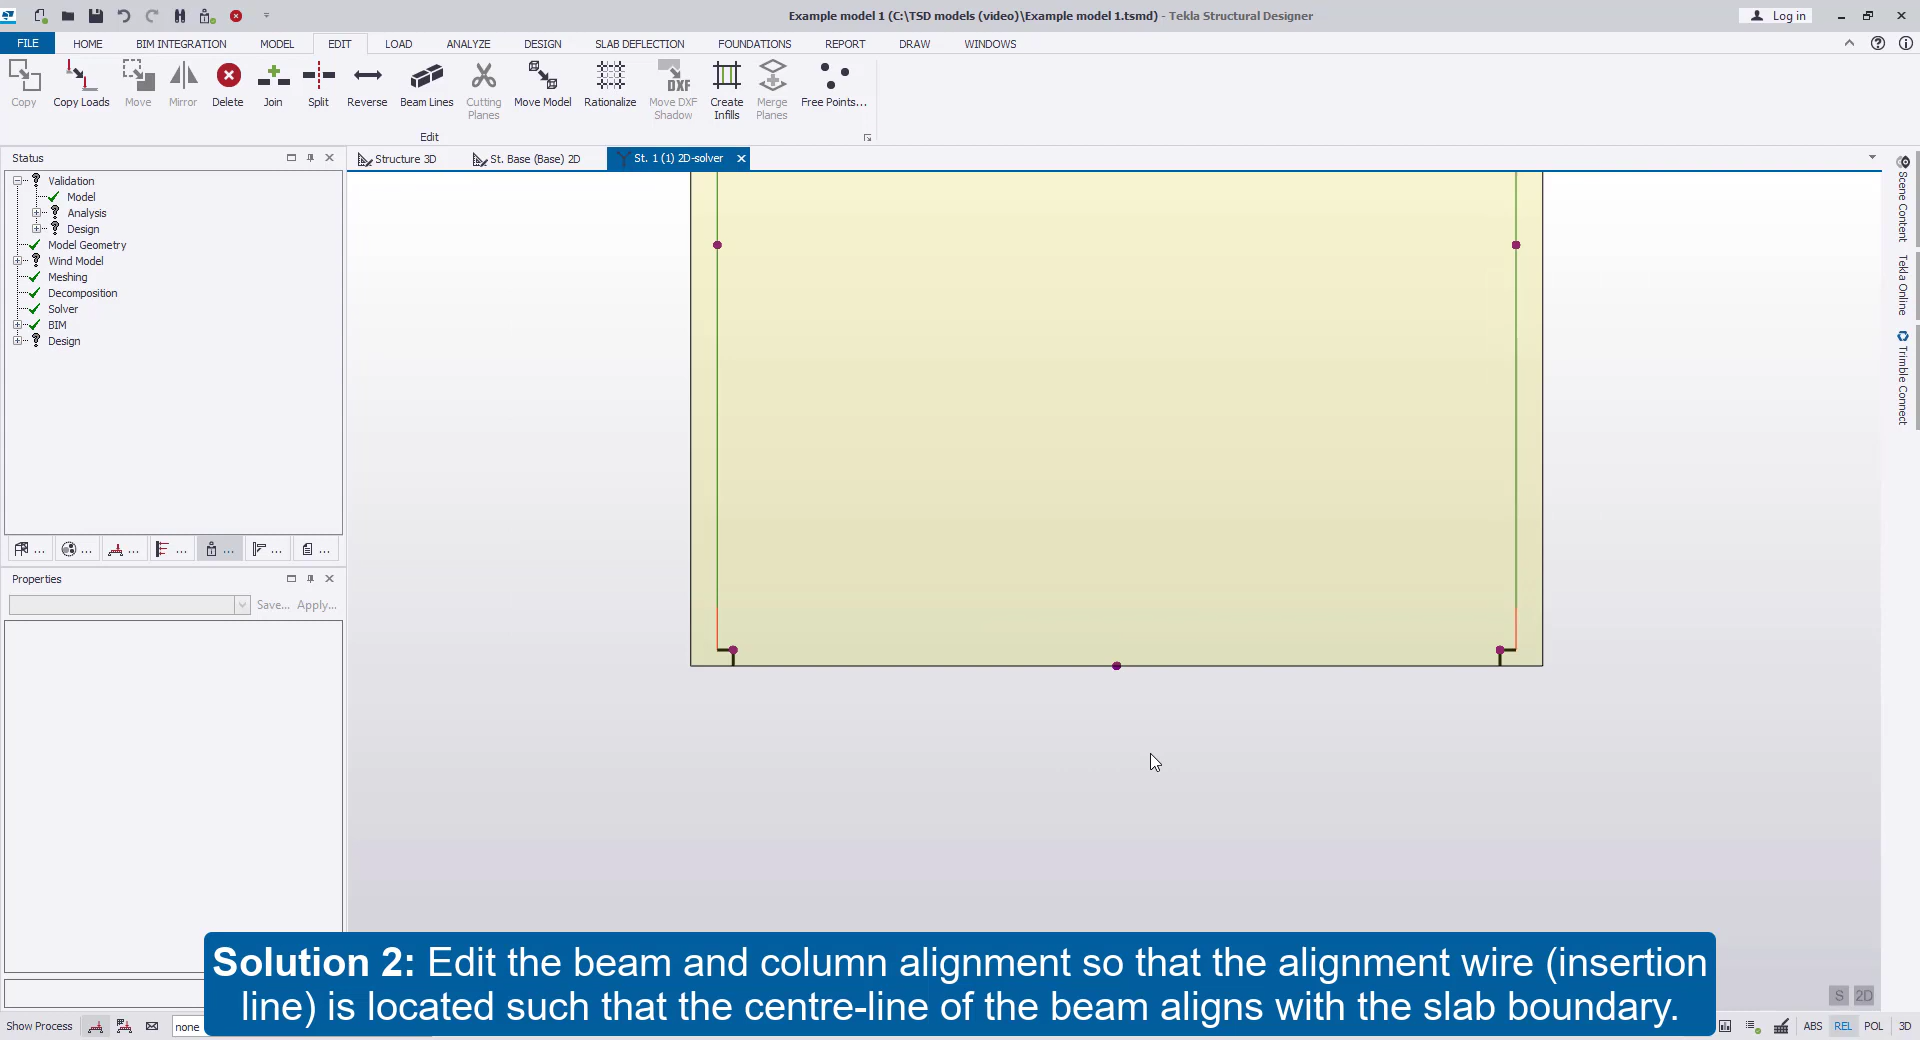 Example model 1 (C:\TSD models (video)\Example model 1.tsmd) - Tekla Structural Designer
Log in
FILE HOME BIM INTEGRATION MODEL EDIT LOAD ANALYZE DESIGN SLAB DEFLECTION FOUNDATIONS REPORT DRAW WINDOWS
Copy Copy Loads Move Mirror Delete Join Split Reverse Beam Lines Cutting Planes Move Model Rationalize Move DXF Shadow Create Infills Merge Planes Free Points...
Edit
Status
Structure 3D St. Base (Base) 2D St. 1 (1) 2D-solver
Validation
Model
Analysis
Design
Model Geometry
Wind Model
Meshing
Decomposition
Solver
BIM
Design
Scene Content
Tekla Online
Trimble Connect
Properties
Save... Apply...
Solution 2: Edit the beam and column alignment so that the alignment wire (insertion
line) is located such that the centre-line of the beam aligns with the slab boundary.
S 2D
Show Process none ABS REL POL 3D